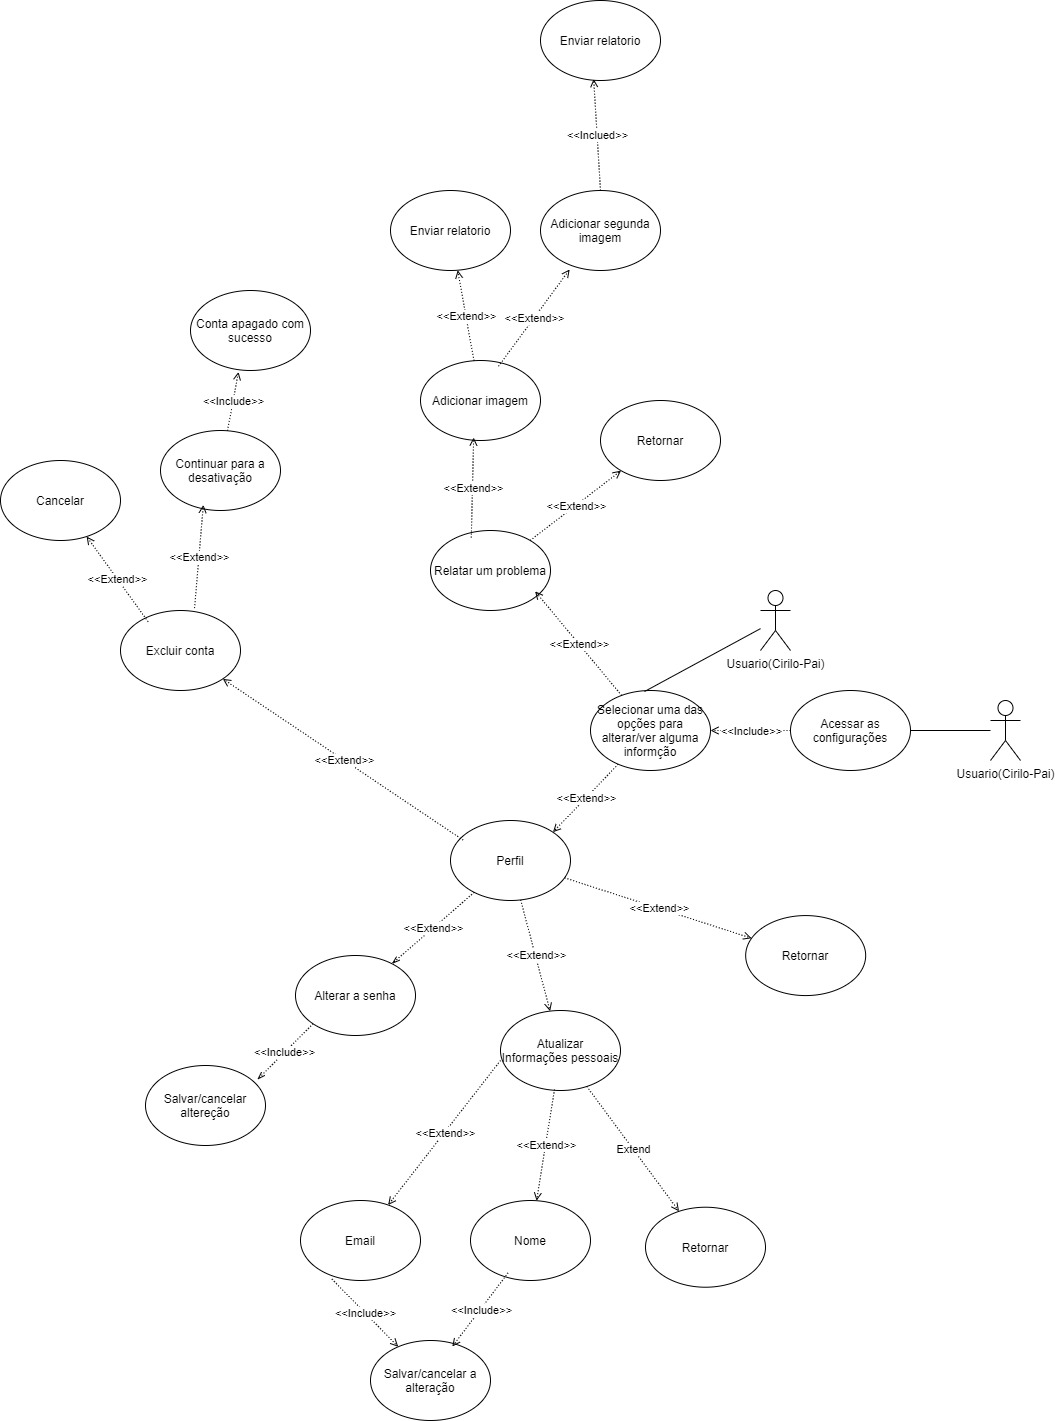 Enviar relatorio
<<Inclued>>
Enviar relatorio
Adicionar segunda
imagem
<<Extend>>
<<Extend>>
Conta apagado com
sucesso
<<Include>>
Adicionar imagem
Retornar
Continuar para a
desativação
Cancelar
<<Extend>>
<<Extend>>
<<Extend>>
<<Extend>>
Relatar um problema
Excluir conta
<<Extend>>
Usuario(Cirilo-Pai)
Selecionar uma das
opções para
alterar/ver alguma
informção
<<Include>>
Acessar as
configurações
Usuario(Cirilo-Pai)
<<Extend>>
<<Extend>>
Perfil
<<Extend>>
<<Extend>>
<<Extend>>
Retornar
Alterar a senha
Atualizar
Informações pessoais
<<Include>>
Salvar/cancelar
altereção
<<Extend>>
<<Extend>>
Extend
Email
Nome
Retornar
<<Include>>
<<Include>>
Salvar/cancelar a
alteração